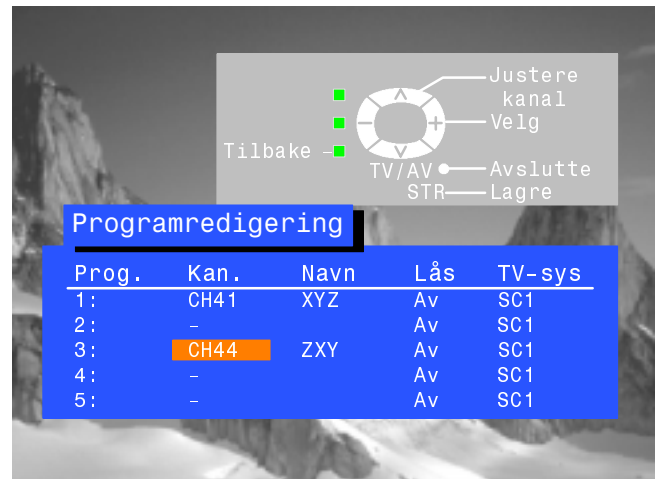 Justere
kanal
Velg
Tilbake
TV/AV Avslutte
STR Lagre
Programredigering
Prog. Kan. Navn Lås TV-sys
1: CH41 XYZ Av SC1
2: - Av SC1
3: CH44 ZXY Av SC1
4: - Av SC1
5: - Av SC1